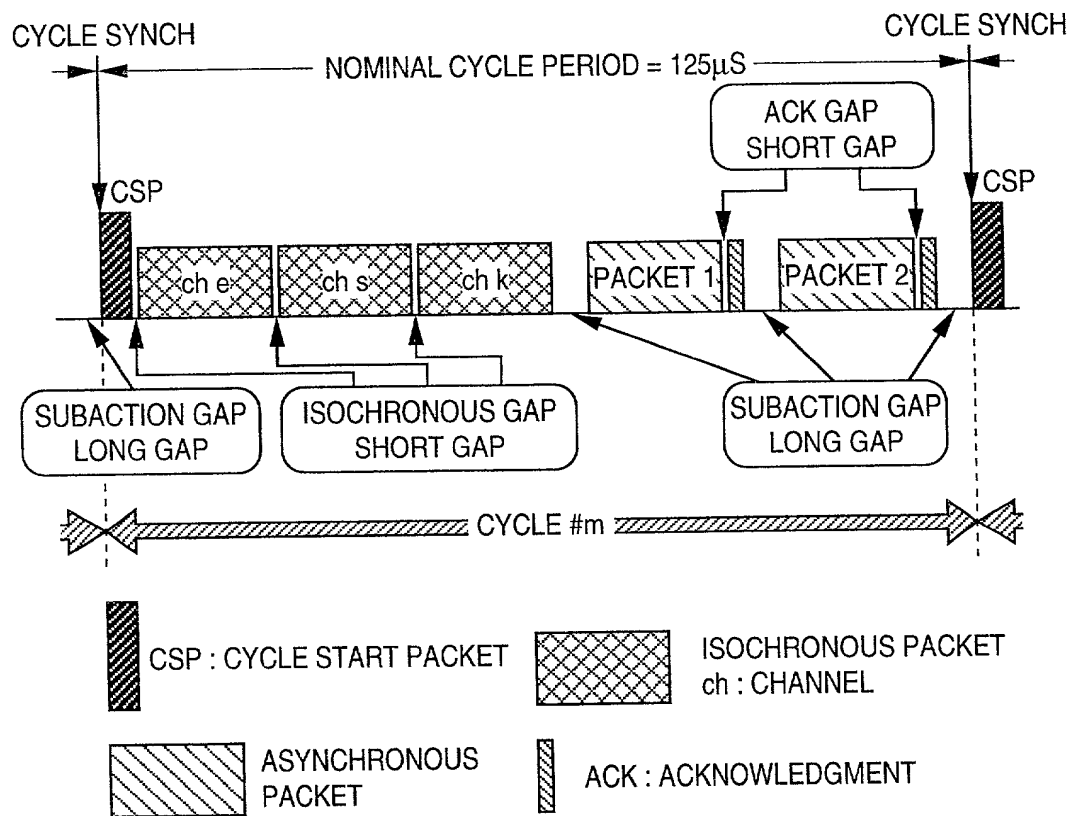 CYCLE SYNCH
CYCLE SYNCH
NOMINAL CYCLE PERIOD = 125μS
ACK GAP
SHORT GAP
CSP
CSP
ch e
ch s
ch k
PACKET 1
PACKET 2
SUBACTION GAP
LONG GAP
ISOCHRONOUS GAP
SHORT GAP
SUBACTION GAP
LONG GAP
CYCLE #m
CSP : CYCLE START PACKET
ISOCHRONOUS PACKET
ch : CHANNEL
ASYNCHRONOUS
PACKET
ACK : ACKNOWLEDGMENT